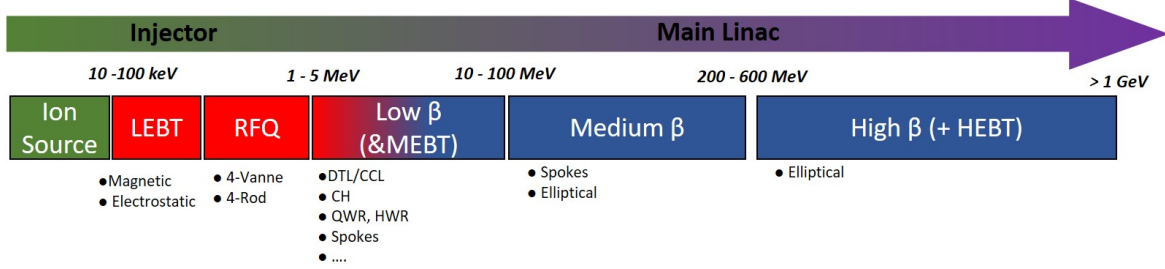 Injector Main Linac
10 -100 keV 1 - 5 MeV 10 - 100 MeV 200 - 600 MeV > 1 GeV
Ion Source
LEBT
RFQ
Low β (&MEBT)
Medium β
High β (+ HEBT)
●Magnetic
● Electrostatic
● 4-Vanne
● 4-Rod
●DTL/CCL
● CH
● QWR, HWR
● Spokes
● ....
● Spokes
● Elliptical
● Elliptical